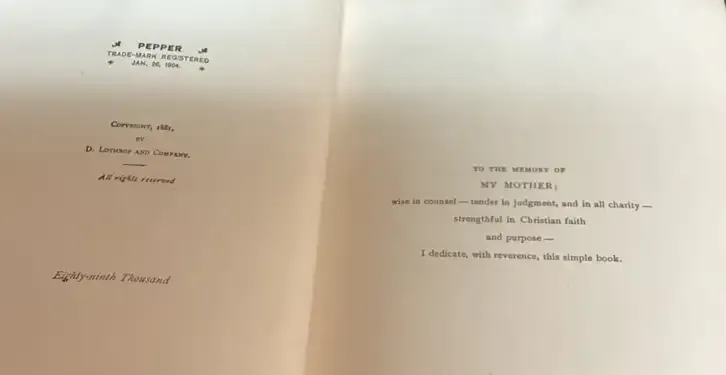 PEPPER
TRADE-MARK REGISTERED
JAN. 26, 1904.
COPYRIGHT, 1881,
BY
D. LOTHROP AND COMPANY.
All rights reserved
Eighty-ninth Thousand
TO THE MEMORY OF
MY MOTHER;
wise in counsel — tender in judgment, and in all charity —
strengthful in Christian faith
and purpose —
I dedicate, with reverence, this simple book.